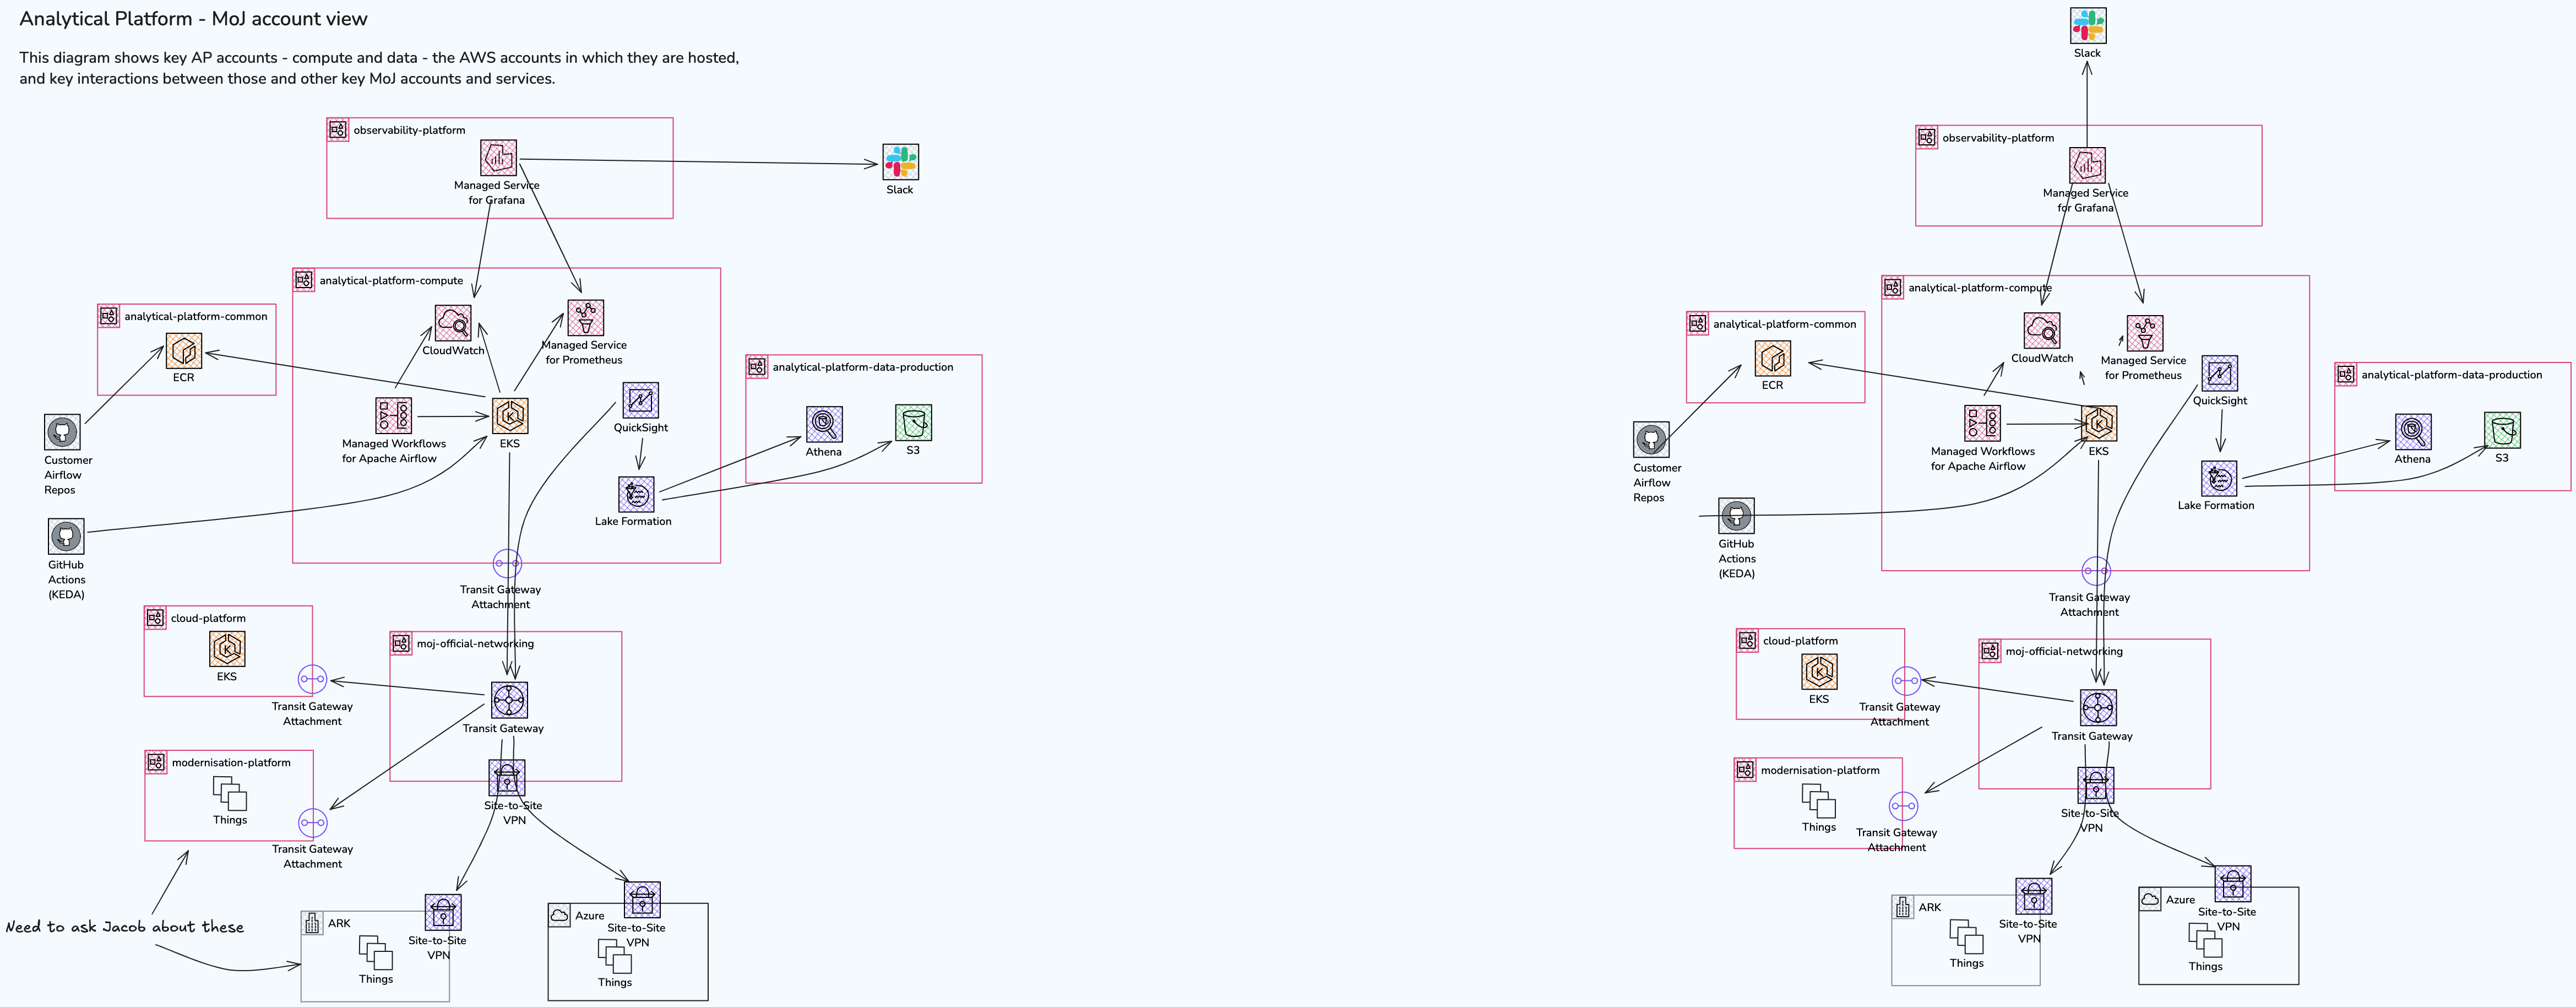 Analytical Platform - MoJ account view
This diagram shows key AP accounts - compute and data - the AWS accounts in which they are hosted,
and key interactions between those and other key MoJ accounts and services.
observability-platform
Managed Service
for Grafana
Slack
analytical-platform-compute
analytical-platform-common
ECR
CloudWatch
Managed Service
for Prometheus
analytical-platform-data-production
Customer
Airflow
Repos
Managed Workflows
for Apache Airflow
EKS
QuickSight
Athena
S3
Lake Formation
GitHub
Actions
(KEDA)
Transit Gateway
Attachment
cloud-platform
EKS
Transit Gateway
Attachment
moj-official-networking
Transit Gateway
modernisation-platform
Things
Transit Gateway
Attachment
Site-to-Site
VPN
Need to ask Jacob about these
ARK
Site-to-Site
VPN
Things
Azure
Site-to-Site
VPN
Things
Slack
observability-platform
Managed Service
for Grafana
analytical-platform-compute
analytical-platform-common
ECR
CloudWatch
Managed Service
for Prometheus
analytical-platform-data-production
Customer
Airflow
Repos
Managed Workflows
for Apache Airflow
EKS
QuickSight
Athena
S3
Lake Formation
GitHub
Actions
(KEDA)
Transit Gateway
Attachment
cloud-platform
EKS
Transit Gateway
Attachment
moj-official-networking
Transit Gateway
modernisation-platform
Things
Transit Gateway
Attachment
Site-to-Site
VPN
ARK
Site-to-Site
VPN
Things
Azure
Site-to-Site
VPN
Things